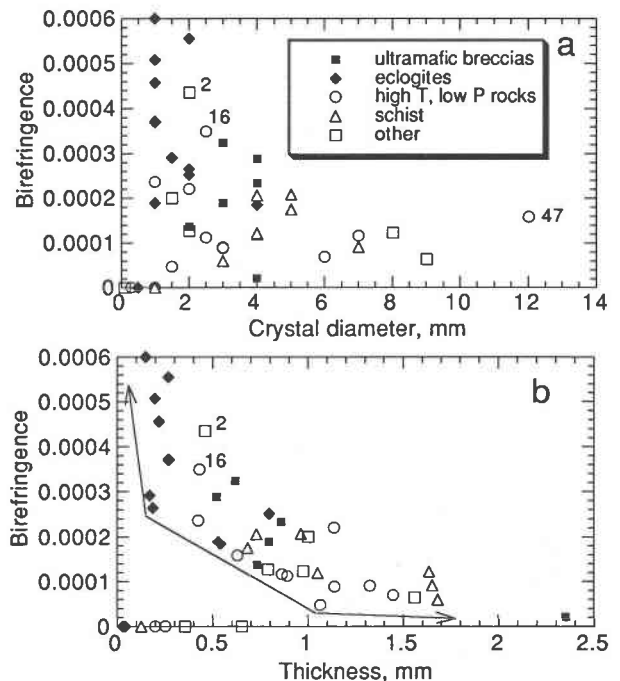 0.0006
0.0005
0.0004
0.0003
0.0002
0.0001
0
Birefringence
a
ultramafic breccias
eclogites
high T, low P rocks
schist
other
2
16
47
0 2 4 6 8 10 12 14
Crystal diameter, mm
0.0006
0.0005
0.0004
0.0003
0.0002
0.0001
0
Birefringence
b
2
16
0 0.5 1 1.5 2 2.5
Thickness, mm